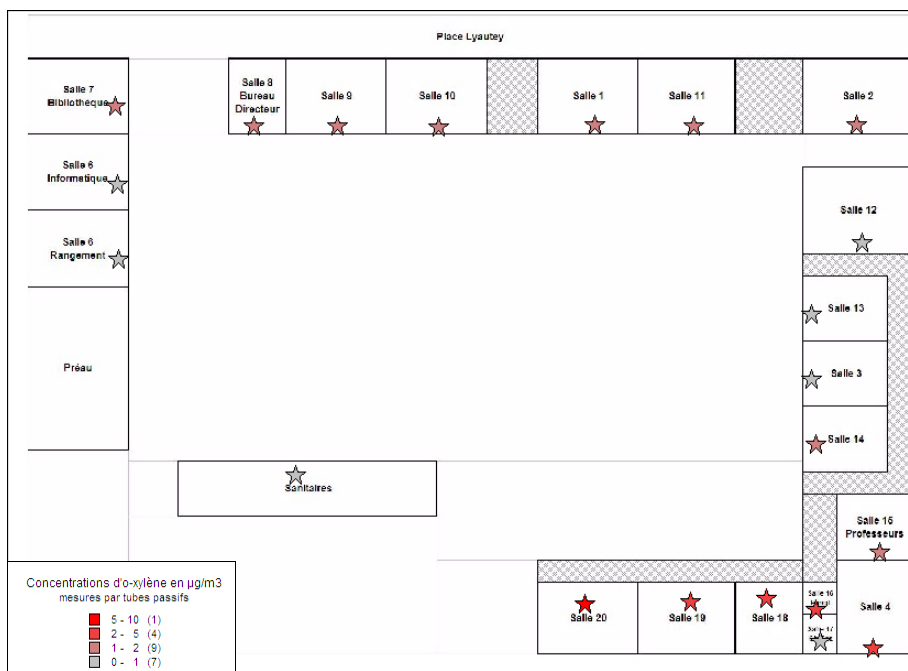 Place Lyautey
Salle 7
Bibliothèque
Salle 8
Bureau
Directeur
Salle 9
Salle 10
Salle 1
Salle 11
Salle 2
Salle 6
Informatique
Salle 12
Salle 6
Rangement
Salle 13
Préau
Salle 3
Salle 14
Sanitaires
Salle 15
Professeurs
Salle 20
Salle 19
Salle 18
Salle 16
Salle 17
Salle 4
Concentrations d'o-xylène en µg/m3
mesures par tubes passifs
5 - 10 (1)
2 - 5 (4)
1 - 2 (9)
0 - 1 (7)